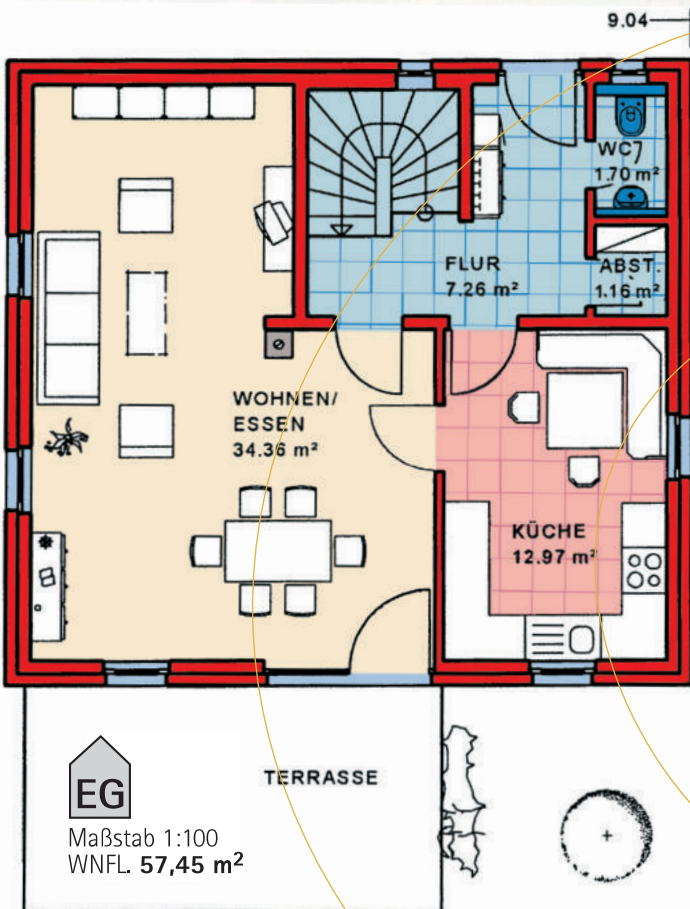 9.04
WC
1.70 m²
FLUR
7.26 m²
ABST.
1.16 m²
WOHNEN/
ESSEN
34.36 m²
KÜCHE
12.97 m²
TERRASSE
EG
Maßstab 1:100
WNFL. 57,45 m²